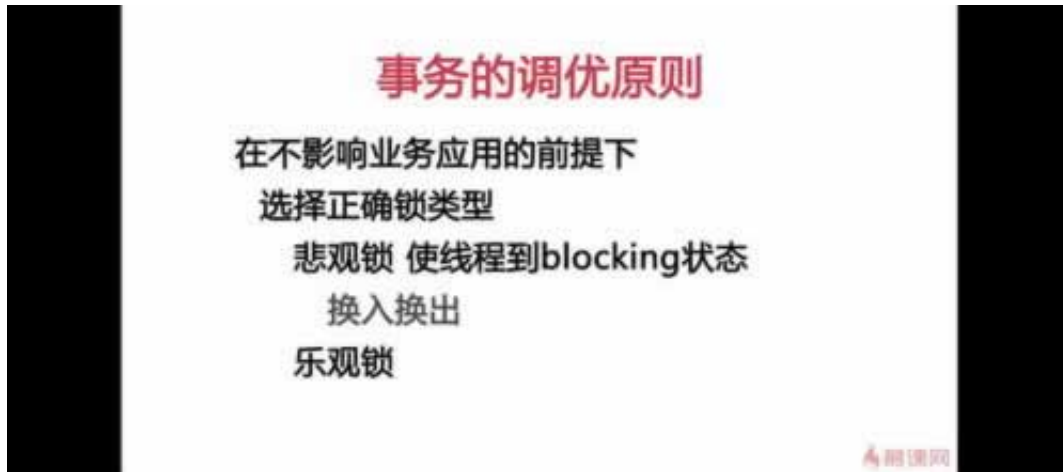 事务的调优原则
在不影响业务应用的前提下
选择正确锁类型
悲观锁 使线程到blocking状态
换入换出
乐观锁
慕课网